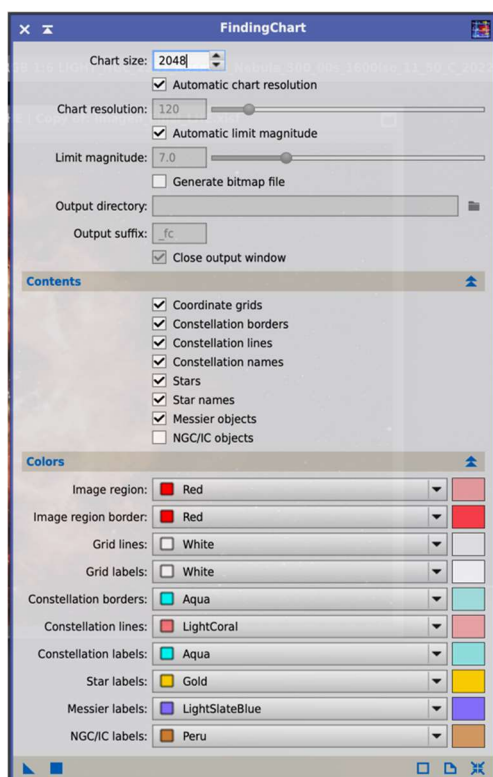 FindingChart
Chart size: 2048
Automatic chart resolution
Chart resolution: 120
Automatic limit magnitude
Limit magnitude: 7.0
Generate bitmap file
Output directory:
Output suffix: _fc
Close output window
Contents
Coordinate grids
Constellation borders
Constellation lines
Constellation names
Stars
Star names
Messier objects
NGC/IC objects
Colors
Image region: Red
Image region border: Red
Grid lines: White
Grid labels: White
Constellation borders: Aqua
Constellation lines: LightCoral
Constellation labels: Aqua
Star labels: Gold
Messier labels: LightSlateBlue
NGC/IC labels: Peru